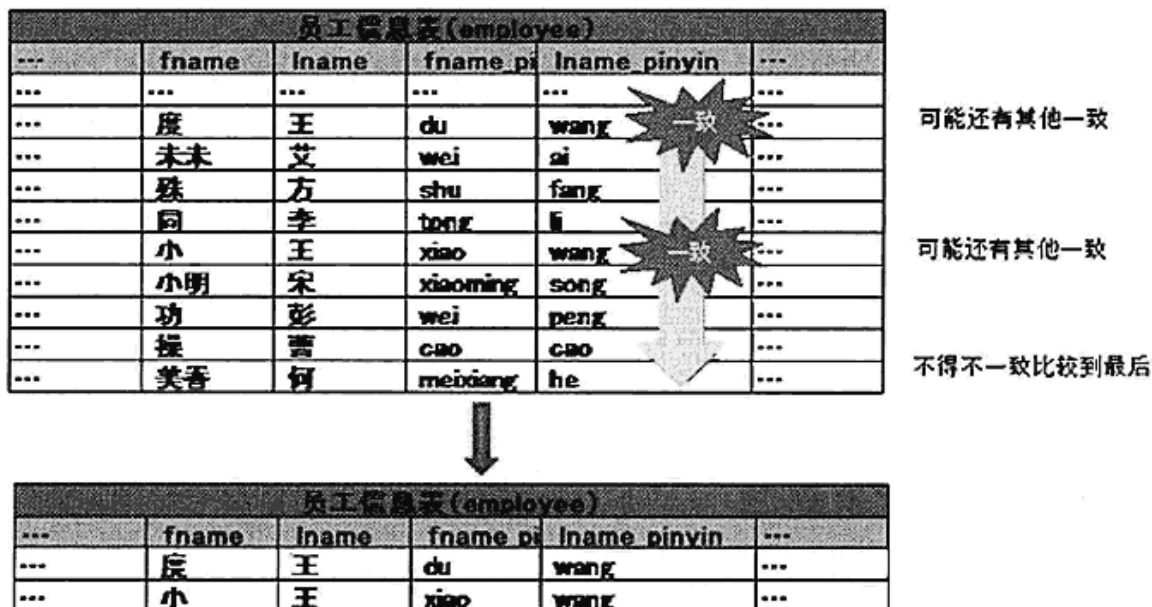 员工信息表(employee)
... fname lname fname_pi lname_pinyin ...
... ... ... ... ... ...
... 度 王 du wang 一致 ... 可能还有其他一致
... 未未 艾 wei ai ...
... 殊 方 shu fang ...
... 同 李 tong li ...
... 小 王 xiao wang 一致 ... 可能还有其他一致
... 小明 宋 xiaoming song ...
... 功 彭 wei peng ...
... 操 曹 cao cao ...
... 何 meixiang he ... 不得不一致比较到最后
员工信息表(employee)
... fname lname fname_pi lname_pinyin ...
... 度 王 du wang ...
... 小 王 xiao wang ...